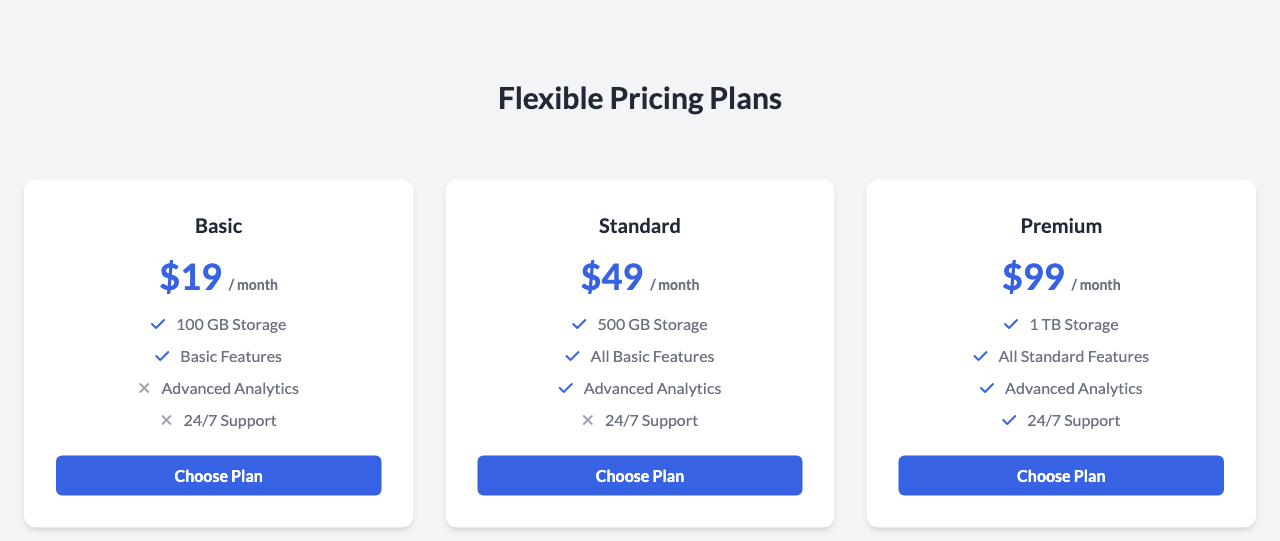 Flexible Pricing Plans
Basic
$19 / month
100 GB Storage
Basic Features
Advanced Analytics
24/7 Support
Choose Plan
Standard
$49 / month
500 GB Storage
All Basic Features
Advanced Analytics
24/7 Support
Choose Plan
Premium
$99 / month
1 TB Storage
All Standard Features
Advanced Analytics
24/7 Support
Choose Plan